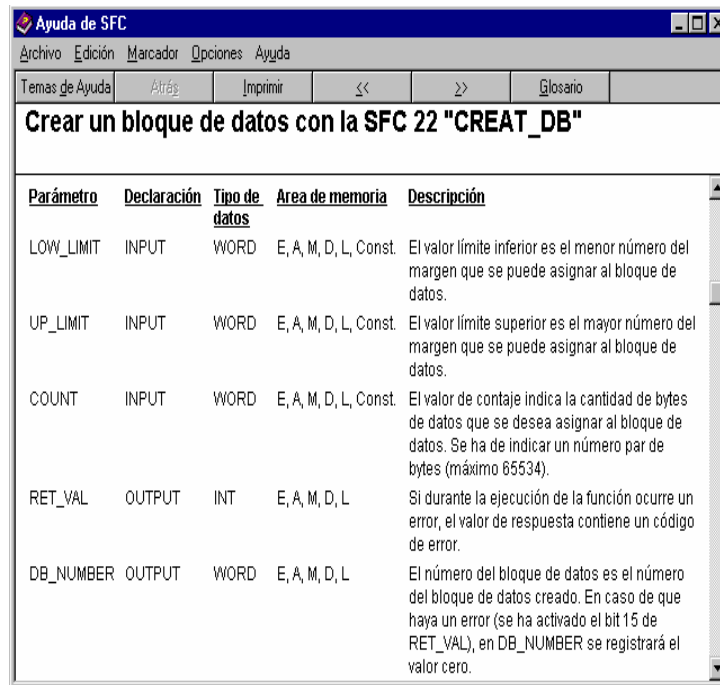 Ayuda de SFC
Archivo Edición Marcador Opciones Ayuda
Temas de Ayuda Atrás Imprimir << >> Glosario
Crear un bloque de datos con la SFC 22 "CREAT_DB"
Parámetro Declaración Tipo de datos Area de memoria Descripción
LOW_LIMIT INPUT WORD E, A, M, D, L, Const. El valor límite inferior es el menor número del
margen que se puede asignar al bloque de
datos.
UP_LIMIT INPUT WORD E, A, M, D, L, Const. El valor límite superior es el mayor número del
margen que se puede asignar al bloque de
datos.
COUNT INPUT WORD E, A, M, D, L, Const. El valor de contaje indica la cantidad de bytes
de datos que se desea asignar al bloque de
datos. Se ha de indicar un número par de
bytes (máximo 65534).
RET_VAL OUTPUT INT E, A, M, D, L Si durante la ejecución de la función ocurre un
error, el valor de respuesta contiene un código
de error.
DB_NUMBER OUTPUT WORD E, A, M, D, L El número del bloque de datos es el número
del bloque de datos creado. En caso de que
haya un error (se ha activado el bit 15 de
RET_VAL), en DB_NUMBER se registrará el
valor cero.